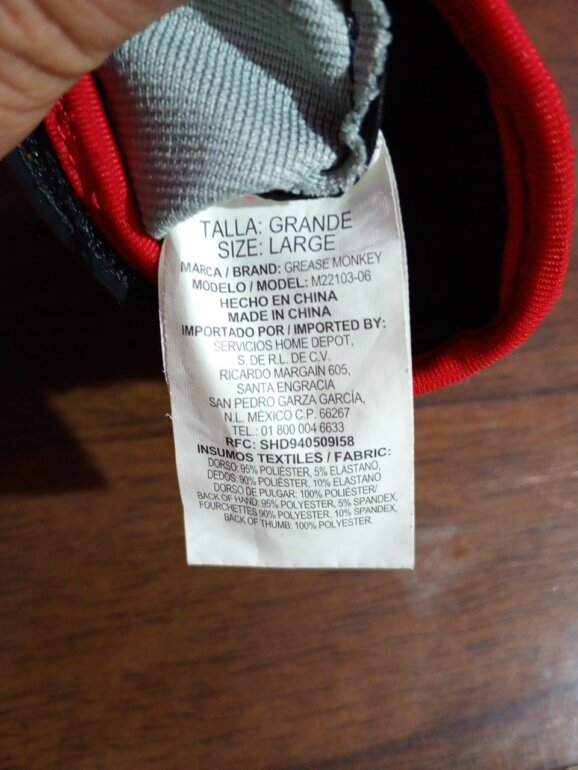 TALLA: GRANDE
SIZE: LARGE
MARCA / BRAND: GREASE MONKEY
MODELO / MODEL: M22103-06
HECHO EN CHINA
MADE IN CHINA
IMPORTADO POR / IMPORTED BY:
SERVICIOS HOME DEPOT,
S. DE R.L. DE C.V.
RICARDO MARGAIN 605,
SANTA ENGRACIA
SAN PEDRO GARZA GARCÍA,
N.L. MÉXICO C.P. 66267
TEL.: 01 800 004 6633
RFC: SHD940509I58
INSUMOS TEXTILES / FABRIC:
DORSO: 95% POLIÉSTER, 5% ELASTANO,
DEDOS: 90% POLIÉSTER, 10% ELASTANO
DORSO DE PULGAR: 100% POLIÉSTER/
BACK OF HAND: 95% POLYESTER, 5% SPANDEX,
FOURCHETTES 90% POLYESTER, 10% SPANDEX,
BACK OF THUMB: 100% POLYESTER.